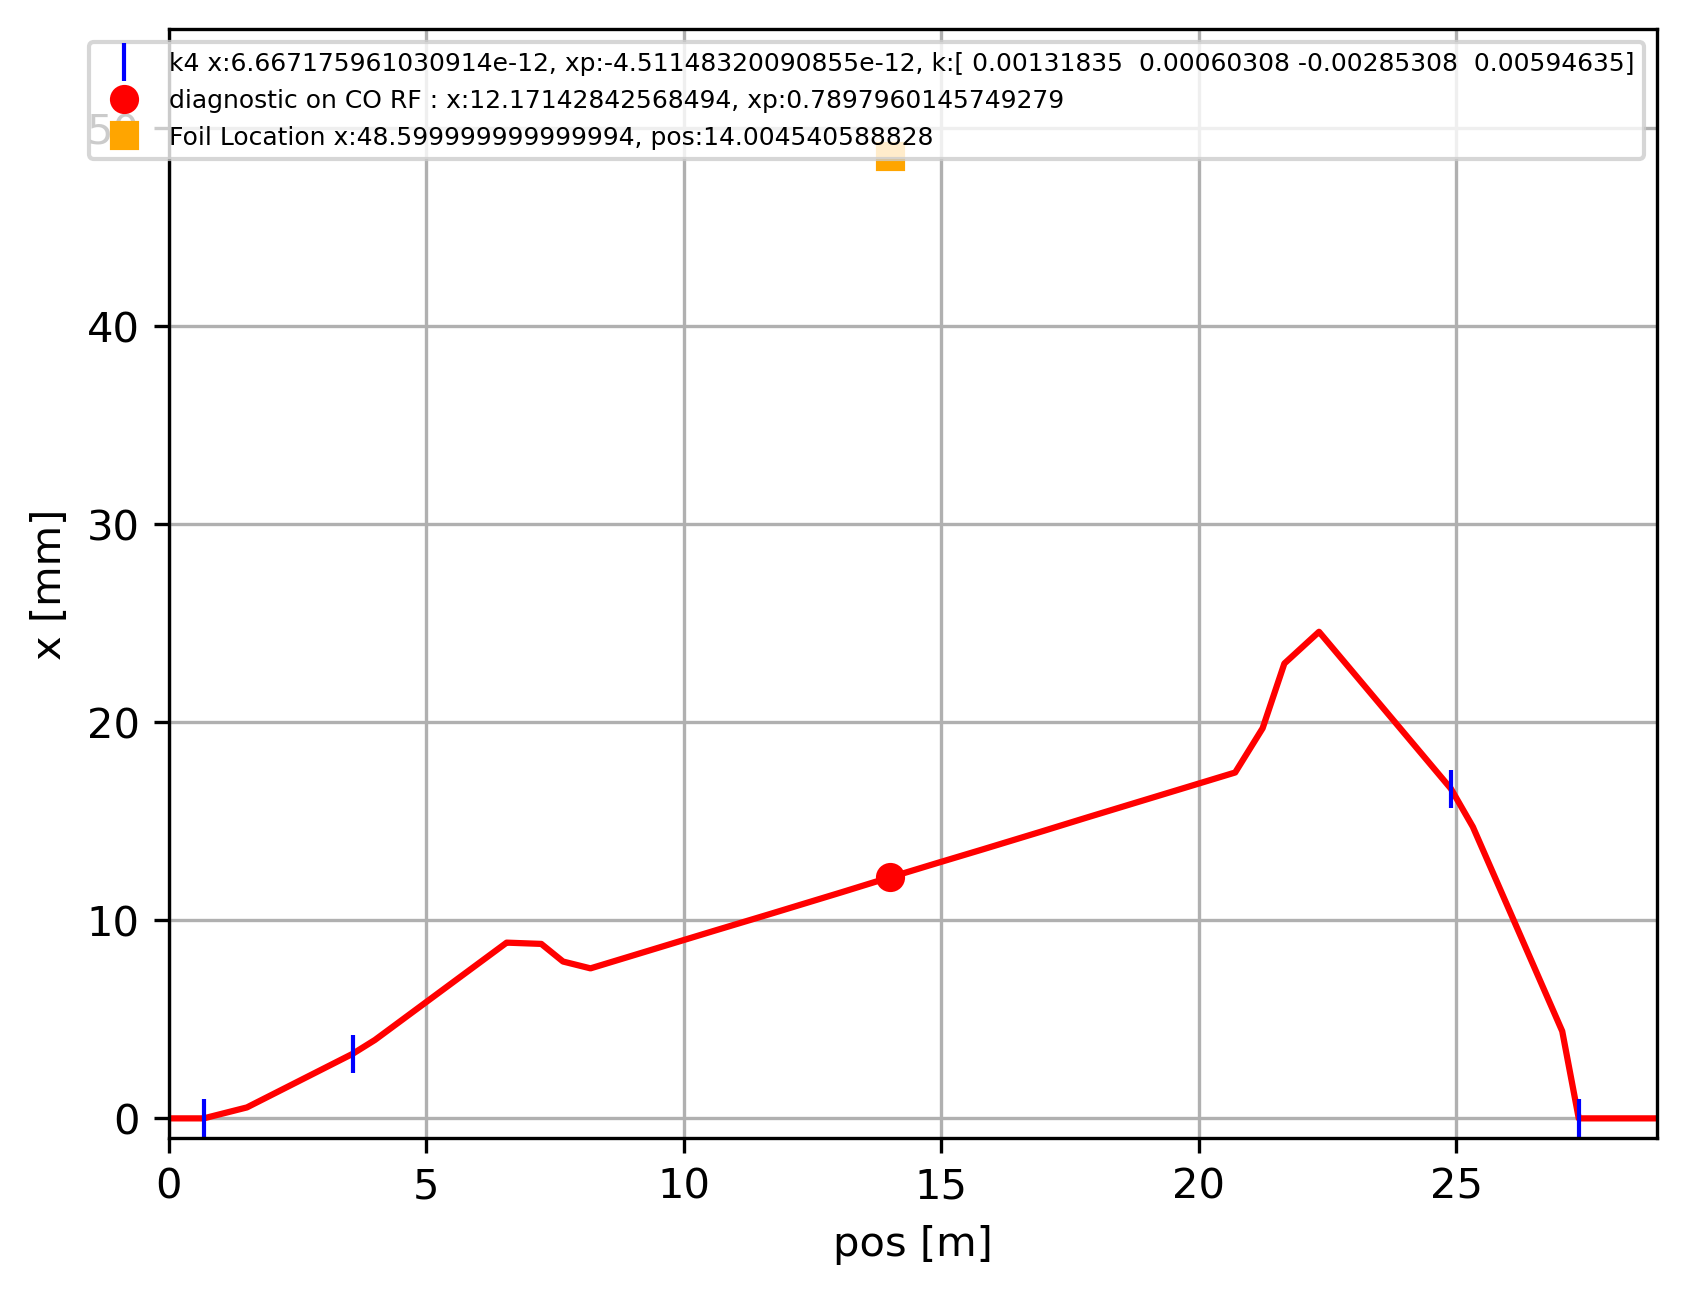 k4 x:6.667175961030914e-12, xp:-4.51148320090855e-12, k:[ 0.00131835  0.00060308 -0.00285308  0.00594635]
diagnostic on CO RF : x:12.17142842568494, xp:0.7897960145749279
Foil Location x:48.599999999999994, pos:14.004540588828
50
40
30
20
10
0
x [mm]
0 5 10 15 20 25
pos [m]